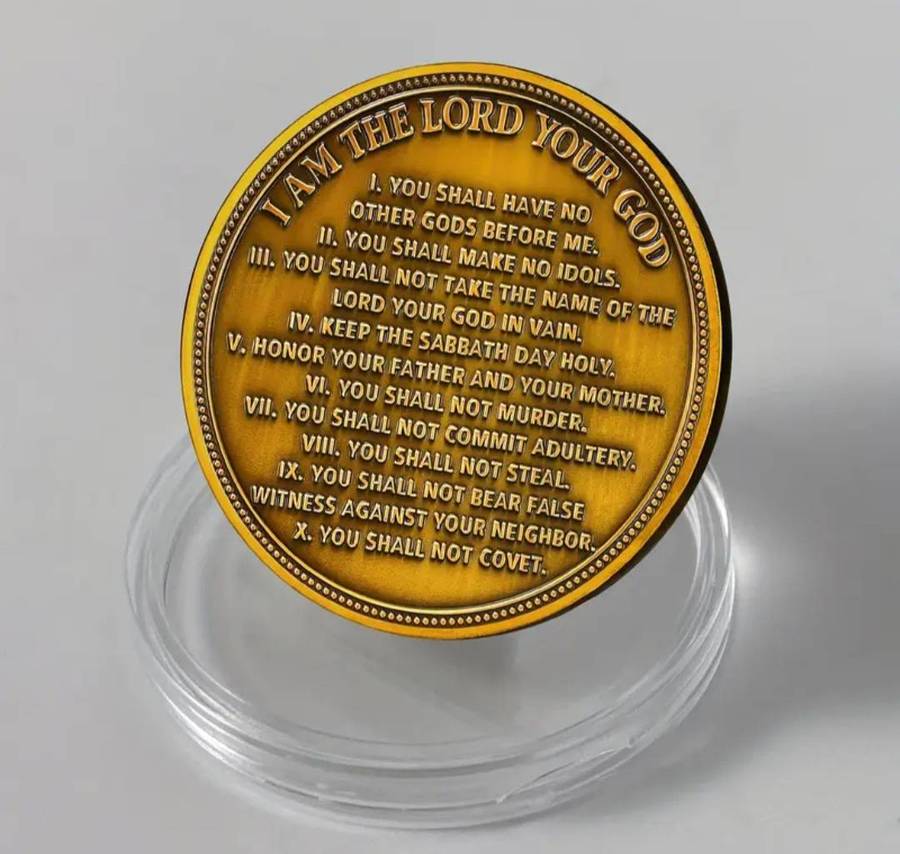 I AM THE LORD YOUR GOD
I. YOU SHALL HAVE NO
OTHER GODS BEFORE ME.
II. YOU SHALL MAKE NO IDOLS.
III. YOU SHALL NOT TAKE THE NAME OF THE
LORD YOUR GOD IN VAIN.
IV. KEEP THE SABBATH DAY HOLY.
V. HONOR YOUR FATHER AND YOUR MOTHER.
VI. YOU SHALL NOT MURDER.
VII. YOU SHALL NOT COMMIT ADULTERY.
VIII. YOU SHALL NOT STEAL.
IX. YOU SHALL NOT BEAR FALSE
WITNESS AGAINST YOUR NEIGHBOR.
X. YOU SHALL NOT COVET.